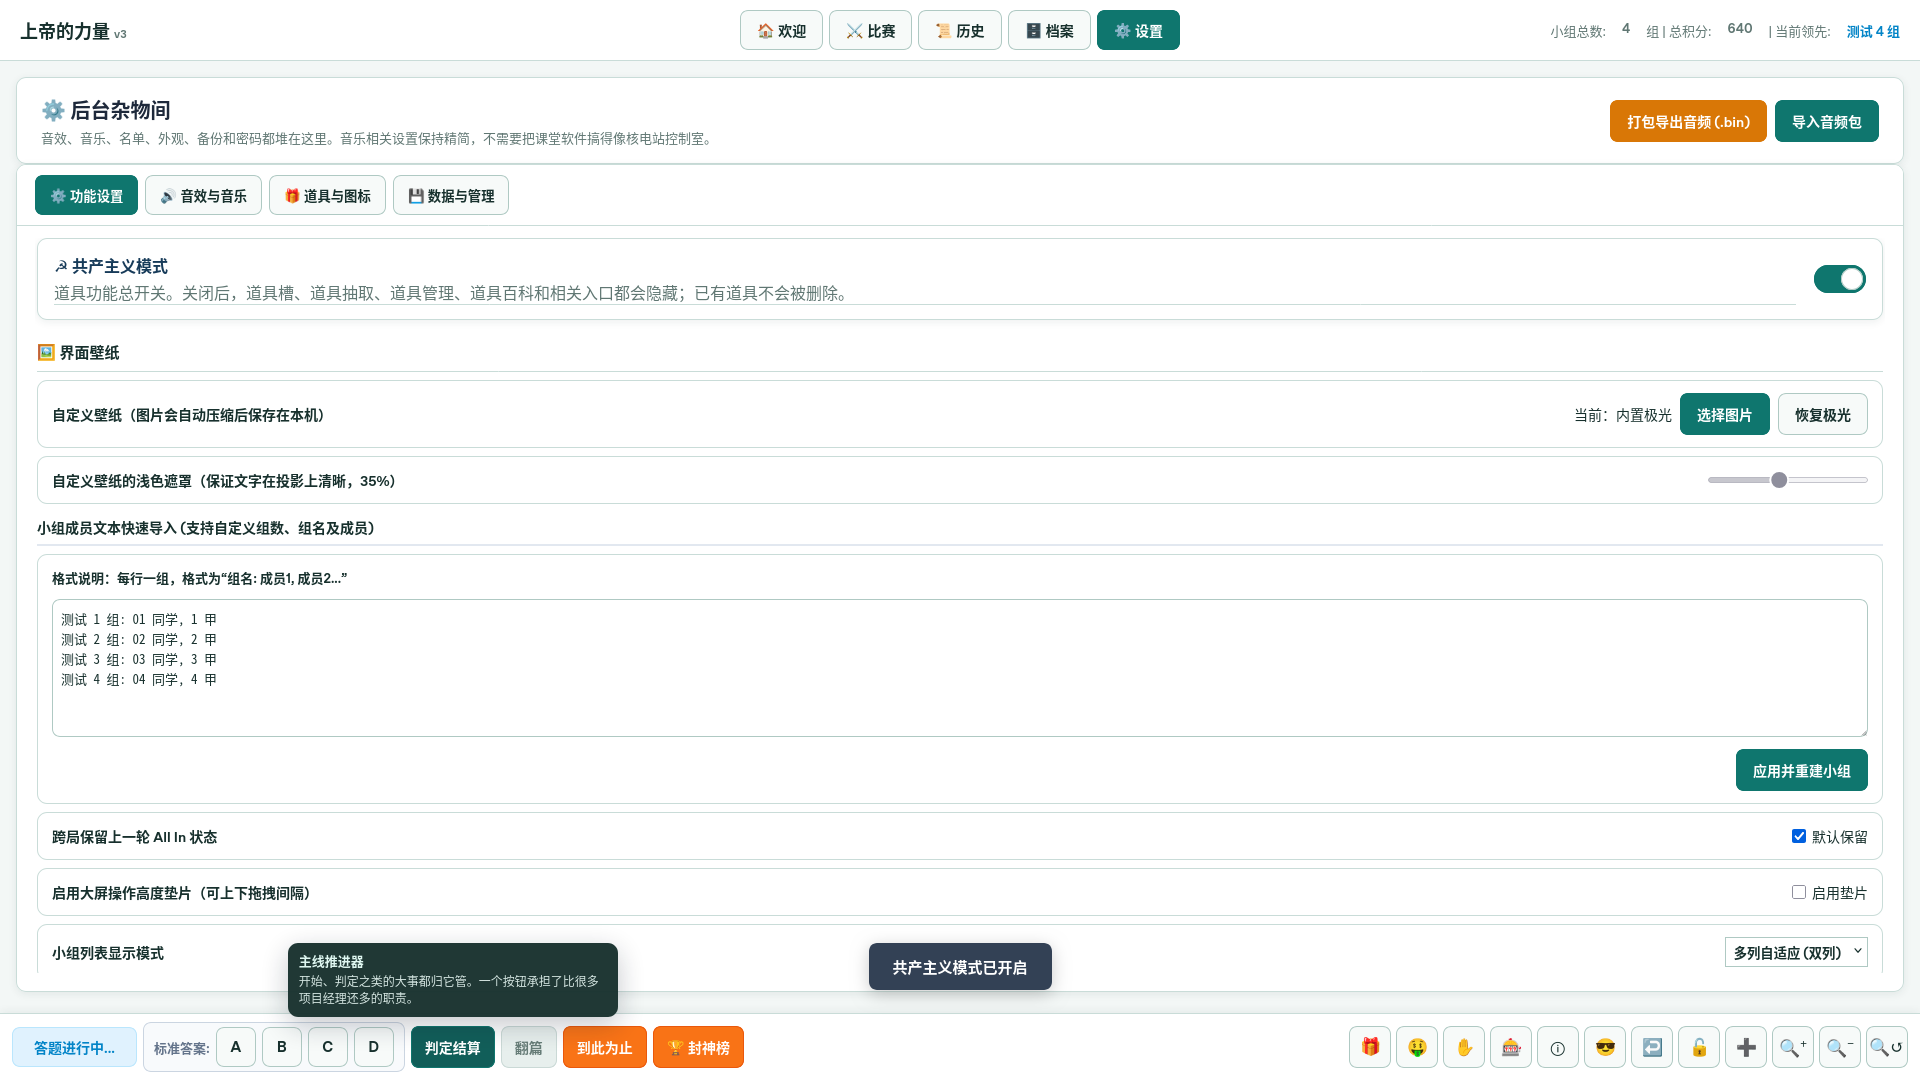 上帝的力量 v3
🏠 欢迎
⚔️ 比赛
📜 历史
🗄️ 档案
⚙️ 设置
小组总数: 4 组 | 总积分: 640 | 当前领先: 测试 4 组
⚙️ 后台杂物间
音效、音乐、名单、外观、备份和密码都堆在这里。音乐相关设置保持精简，不需要把课堂软件搞得像核电站控制室。
打包导出音频 (.bin)
导入音频包
⚙️ 功能设置
🔊 音效与音乐
🎁 道具与图标
💾 数据与管理
☭ 共产主义模式
道具功能总开关。关闭后，道具槽、道具抽取、道具管理、道具百科和相关入口都会隐藏；已有道具不会被删除。
🖼️ 界面壁纸
自定义壁纸（图片会自动压缩后保存在本机）
当前：内置极光
选择图片
恢复极光
自定义壁纸的浅色遮罩（保证文字在投影上清晰，35%）
小组成员文本快速导入 (支持自定义组数、组名及成员)
格式说明：每行一组，格式为“组名: 成员1, 成员2...”
测试 1 组: 01 同学, 1 甲
测试 2 组: 02 同学, 2 甲
测试 3 组: 03 同学, 3 甲
测试 4 组: 04 同学, 4 甲
应用并重建小组
跨局保留上一轮 All In 状态
默认保留
启用大屏操作高度垫片（可上下拖拽间隔）
启用垫片
小组列表显示模式
多列自适应 (双列)
主线推进器
开始、判定之类的大事都归它管。一个按钮承担了比很多
项目经理还多的职责。
共产主义模式已开启
答题进行中...
标准答案:
A
B
C
D
判定结算
翻篇
到此为止
🏆 封神榜